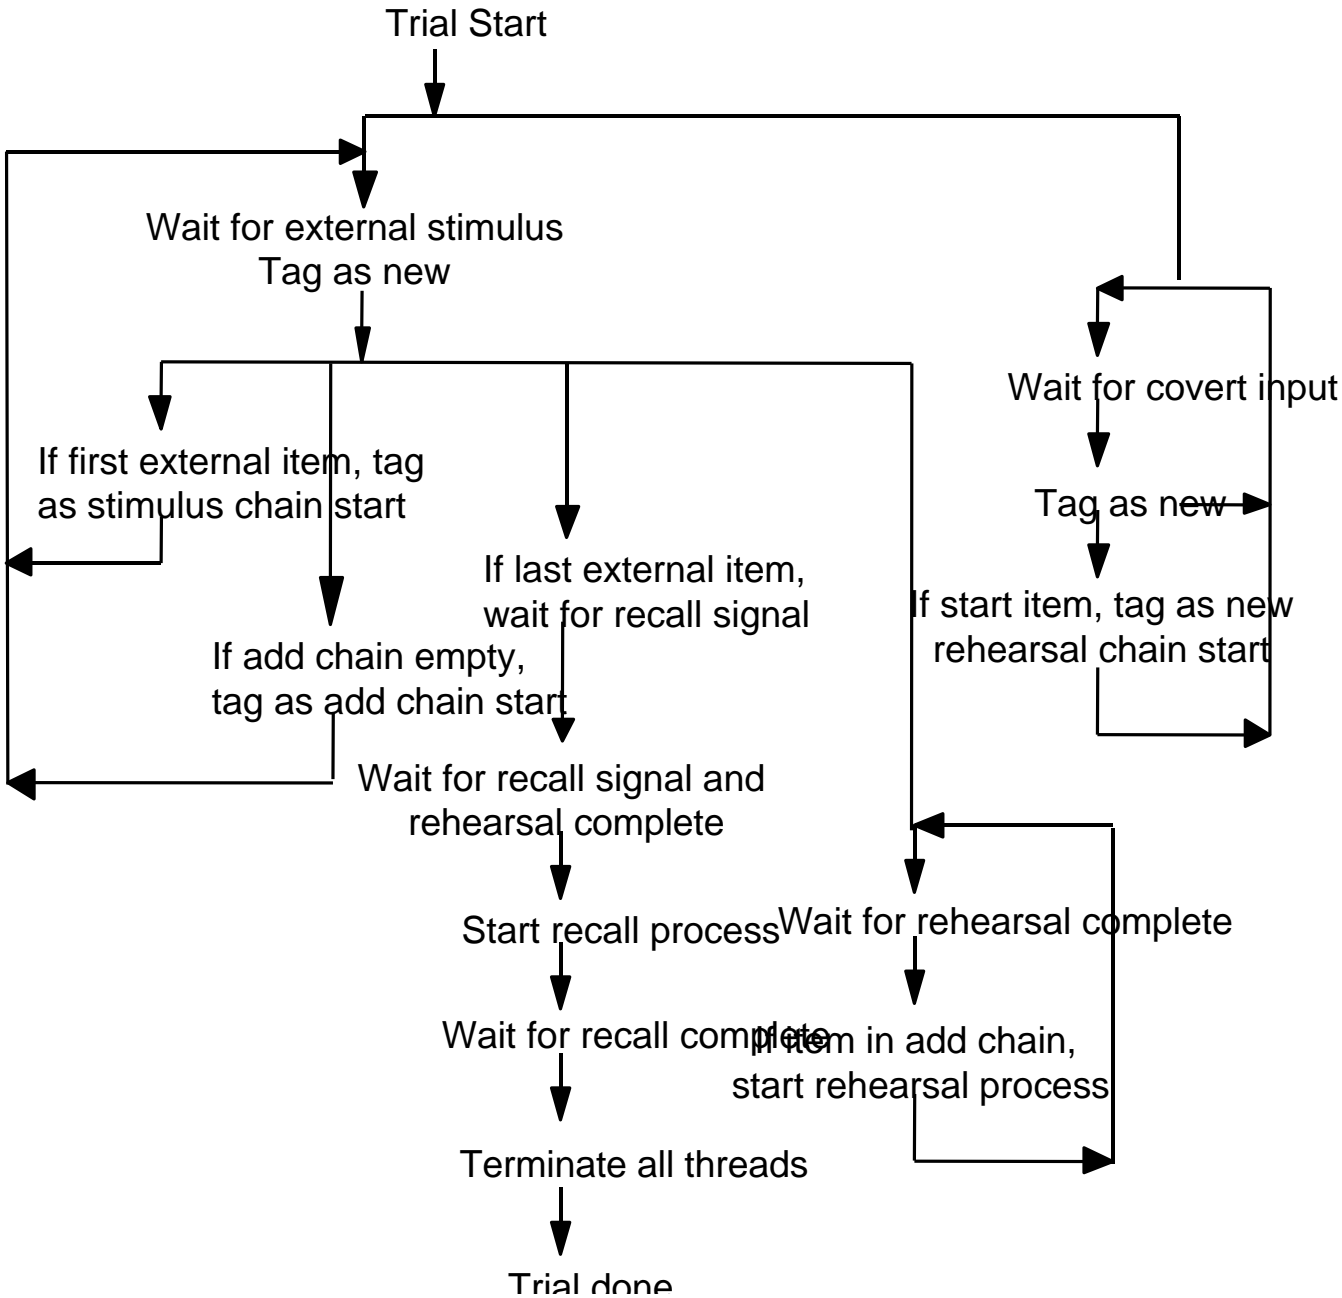 Trial Start
Wait for external stimulus
Tag as new
Wait for covert input
If first external item, tag
as stimulus chain start
Tag as new
If last external item,
wait for recall signal
If start item, tag as new
rehearsal chain start
If add chain empty,
tag as add chain start
Wait for recall signal and
rehearsal complete
Start recall process
Wait for rehearsal complete
Wait for recall complete
If item in add chain,
start rehearsal process
Terminate all threads
Trial done